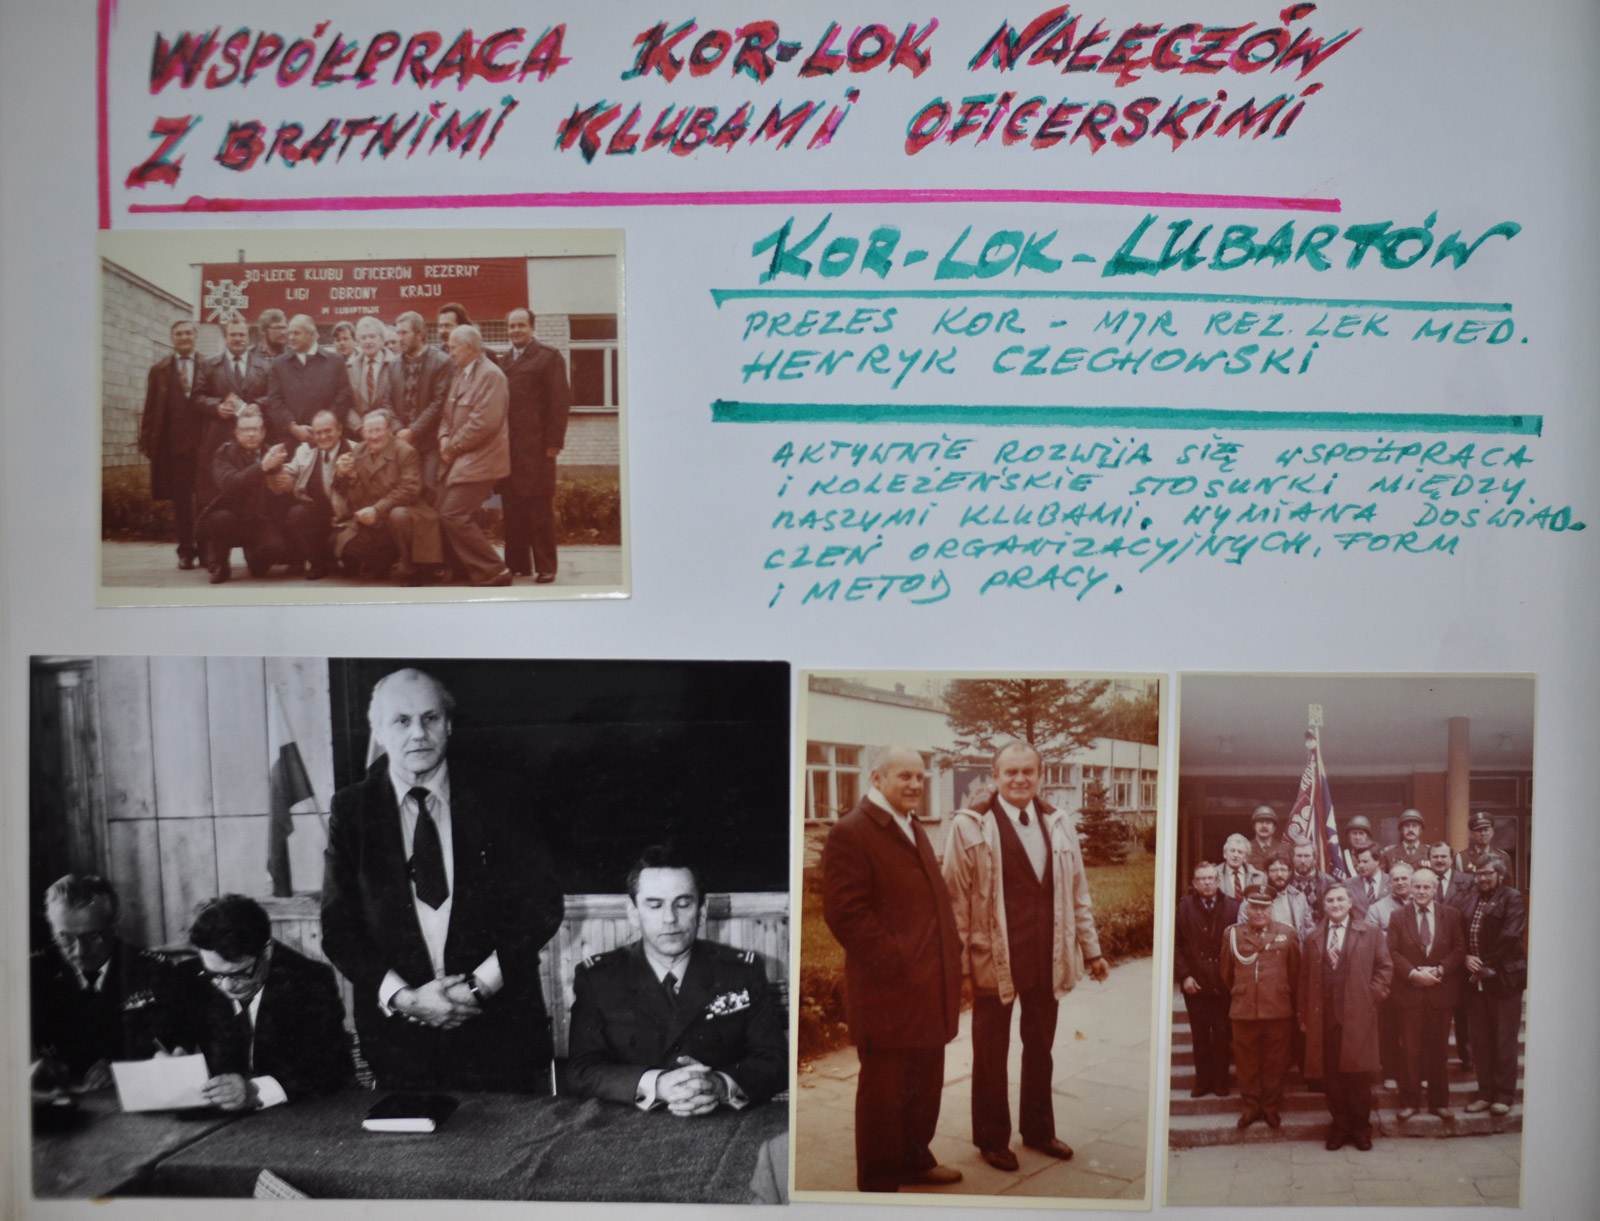 WSPÓŁPRACA KOR-LOK NAŁĘCZÓW
Z BRATNIMI KLUBAMI OFICERSKIMI
KOR-LOK-LUBARTÓW
PREZES KOR - MJR REZ. LEK MED.
HENRYK CZECHOWSKI
AKTYWNIE ROZWIJA SIĘ WSPÓŁPRACA
I KOLEŻEŃSKIE STOSUNKI MIĘDZY
NASZYMI KLUBAMI. WYMIANA DOŚWIAD-
CZEŃ ORGANIZACYJNYCH, FORM
I METOD PRACY.
30-LECIE KLUBU OFICERÓW REZERWY
LIGI OBRONY KRAJU
W LUBARTOWIE